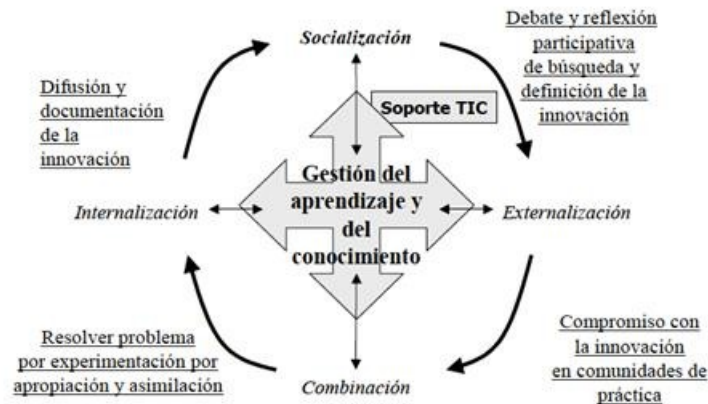 Socialización
Debate y reflexión
participativa
de búsqueda y
definición de la
innovación
Soporte TIC
Difusión y
documentación
de la
innovación
Gestión del
aprendizaje y
del
conocimiento
Internalización
Externalización
Resolver problema
por experimentación por
apropiación y asimilación
Compromiso con
la innovación
en comunidades de
práctica
Combinación